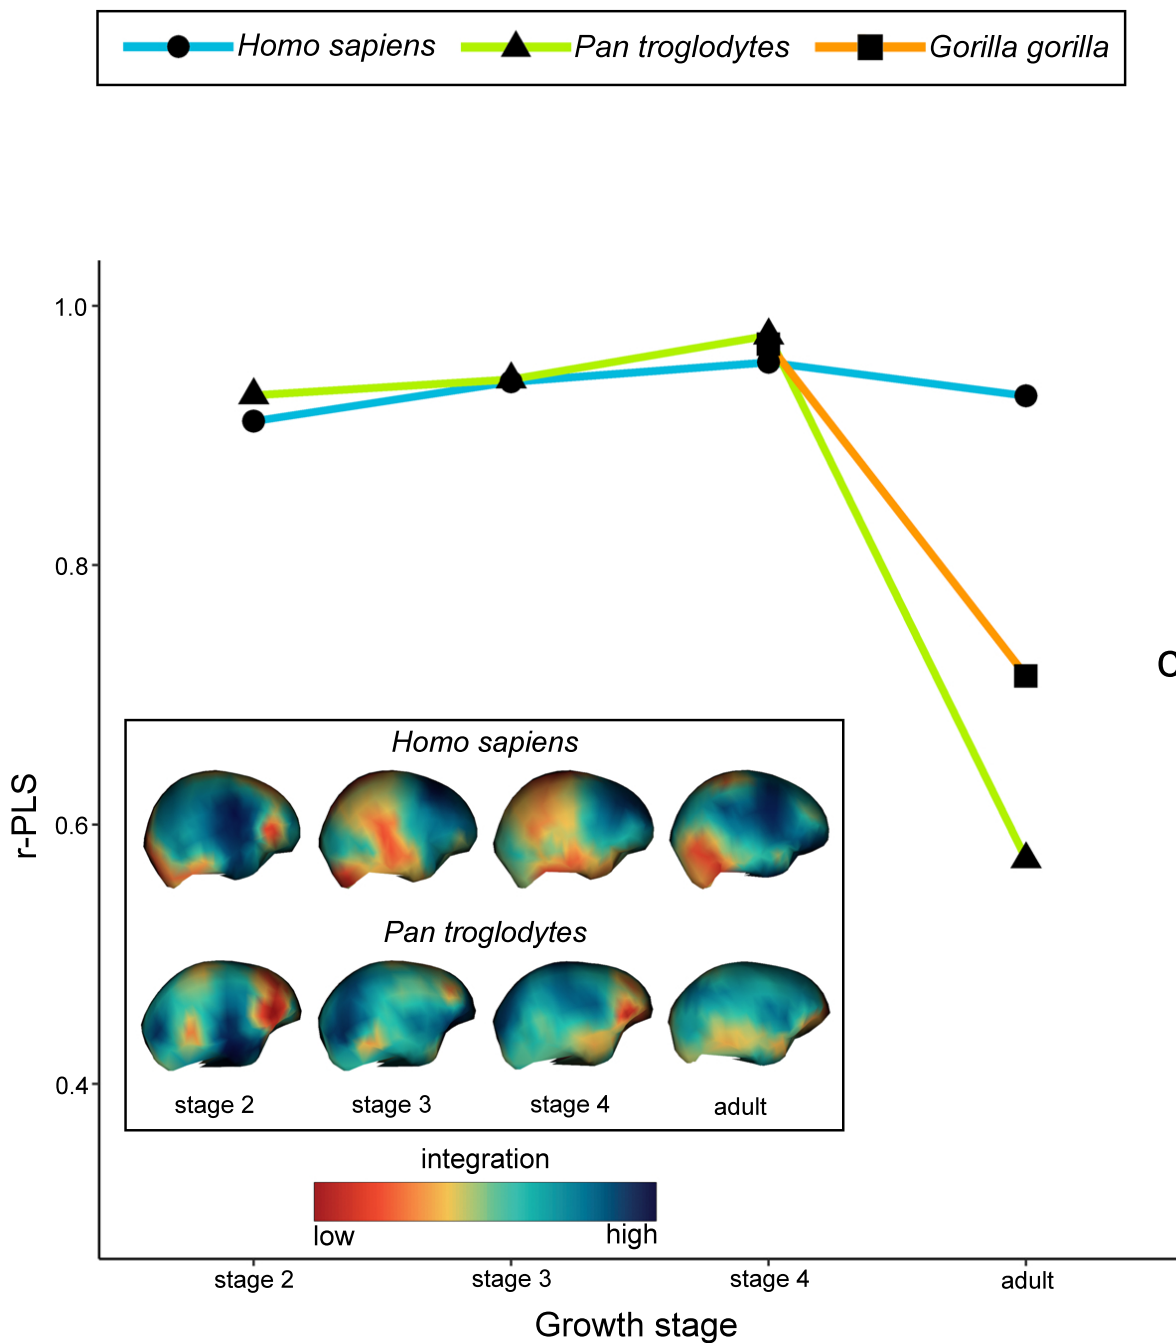 Homo sapiens Pan troglodytes Gorilla gorilla
1.0
0.8
0.6
0.4
r-PLS
Homo sapiens
Pan troglodytes
stage 2 stage 3 stage 4 adult
integration
low high
stage 2 stage 3 stage 4 adult
Growth stage